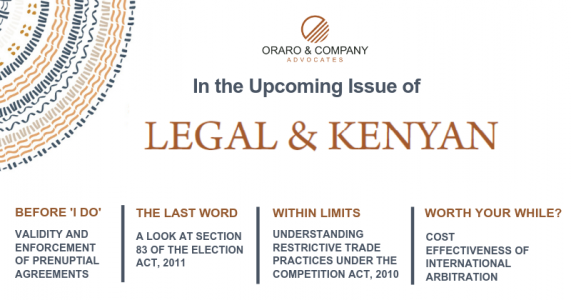 ORARO & COMPANY
ADVOCATES
In the Upcoming Issue of
LEGAL & KENYAN
BEFORE 'I DO'
VALIDITY AND
ENFORCEMENT
OF PRENUPTIAL
AGREEMENTS
THE LAST WORD
A LOOK AT SECTION
83 OF THE ELECTION
ACT, 2011
WITHIN LIMITS
UNDERSTANDING
RESTRICTIVE TRADE
PRACTICES UNDER THE
COMPETITION ACT, 2010
WORTH YOUR WHILE?
COST
EFFECTIVENESS OF
INTERNATIONAL
ARBITRATION